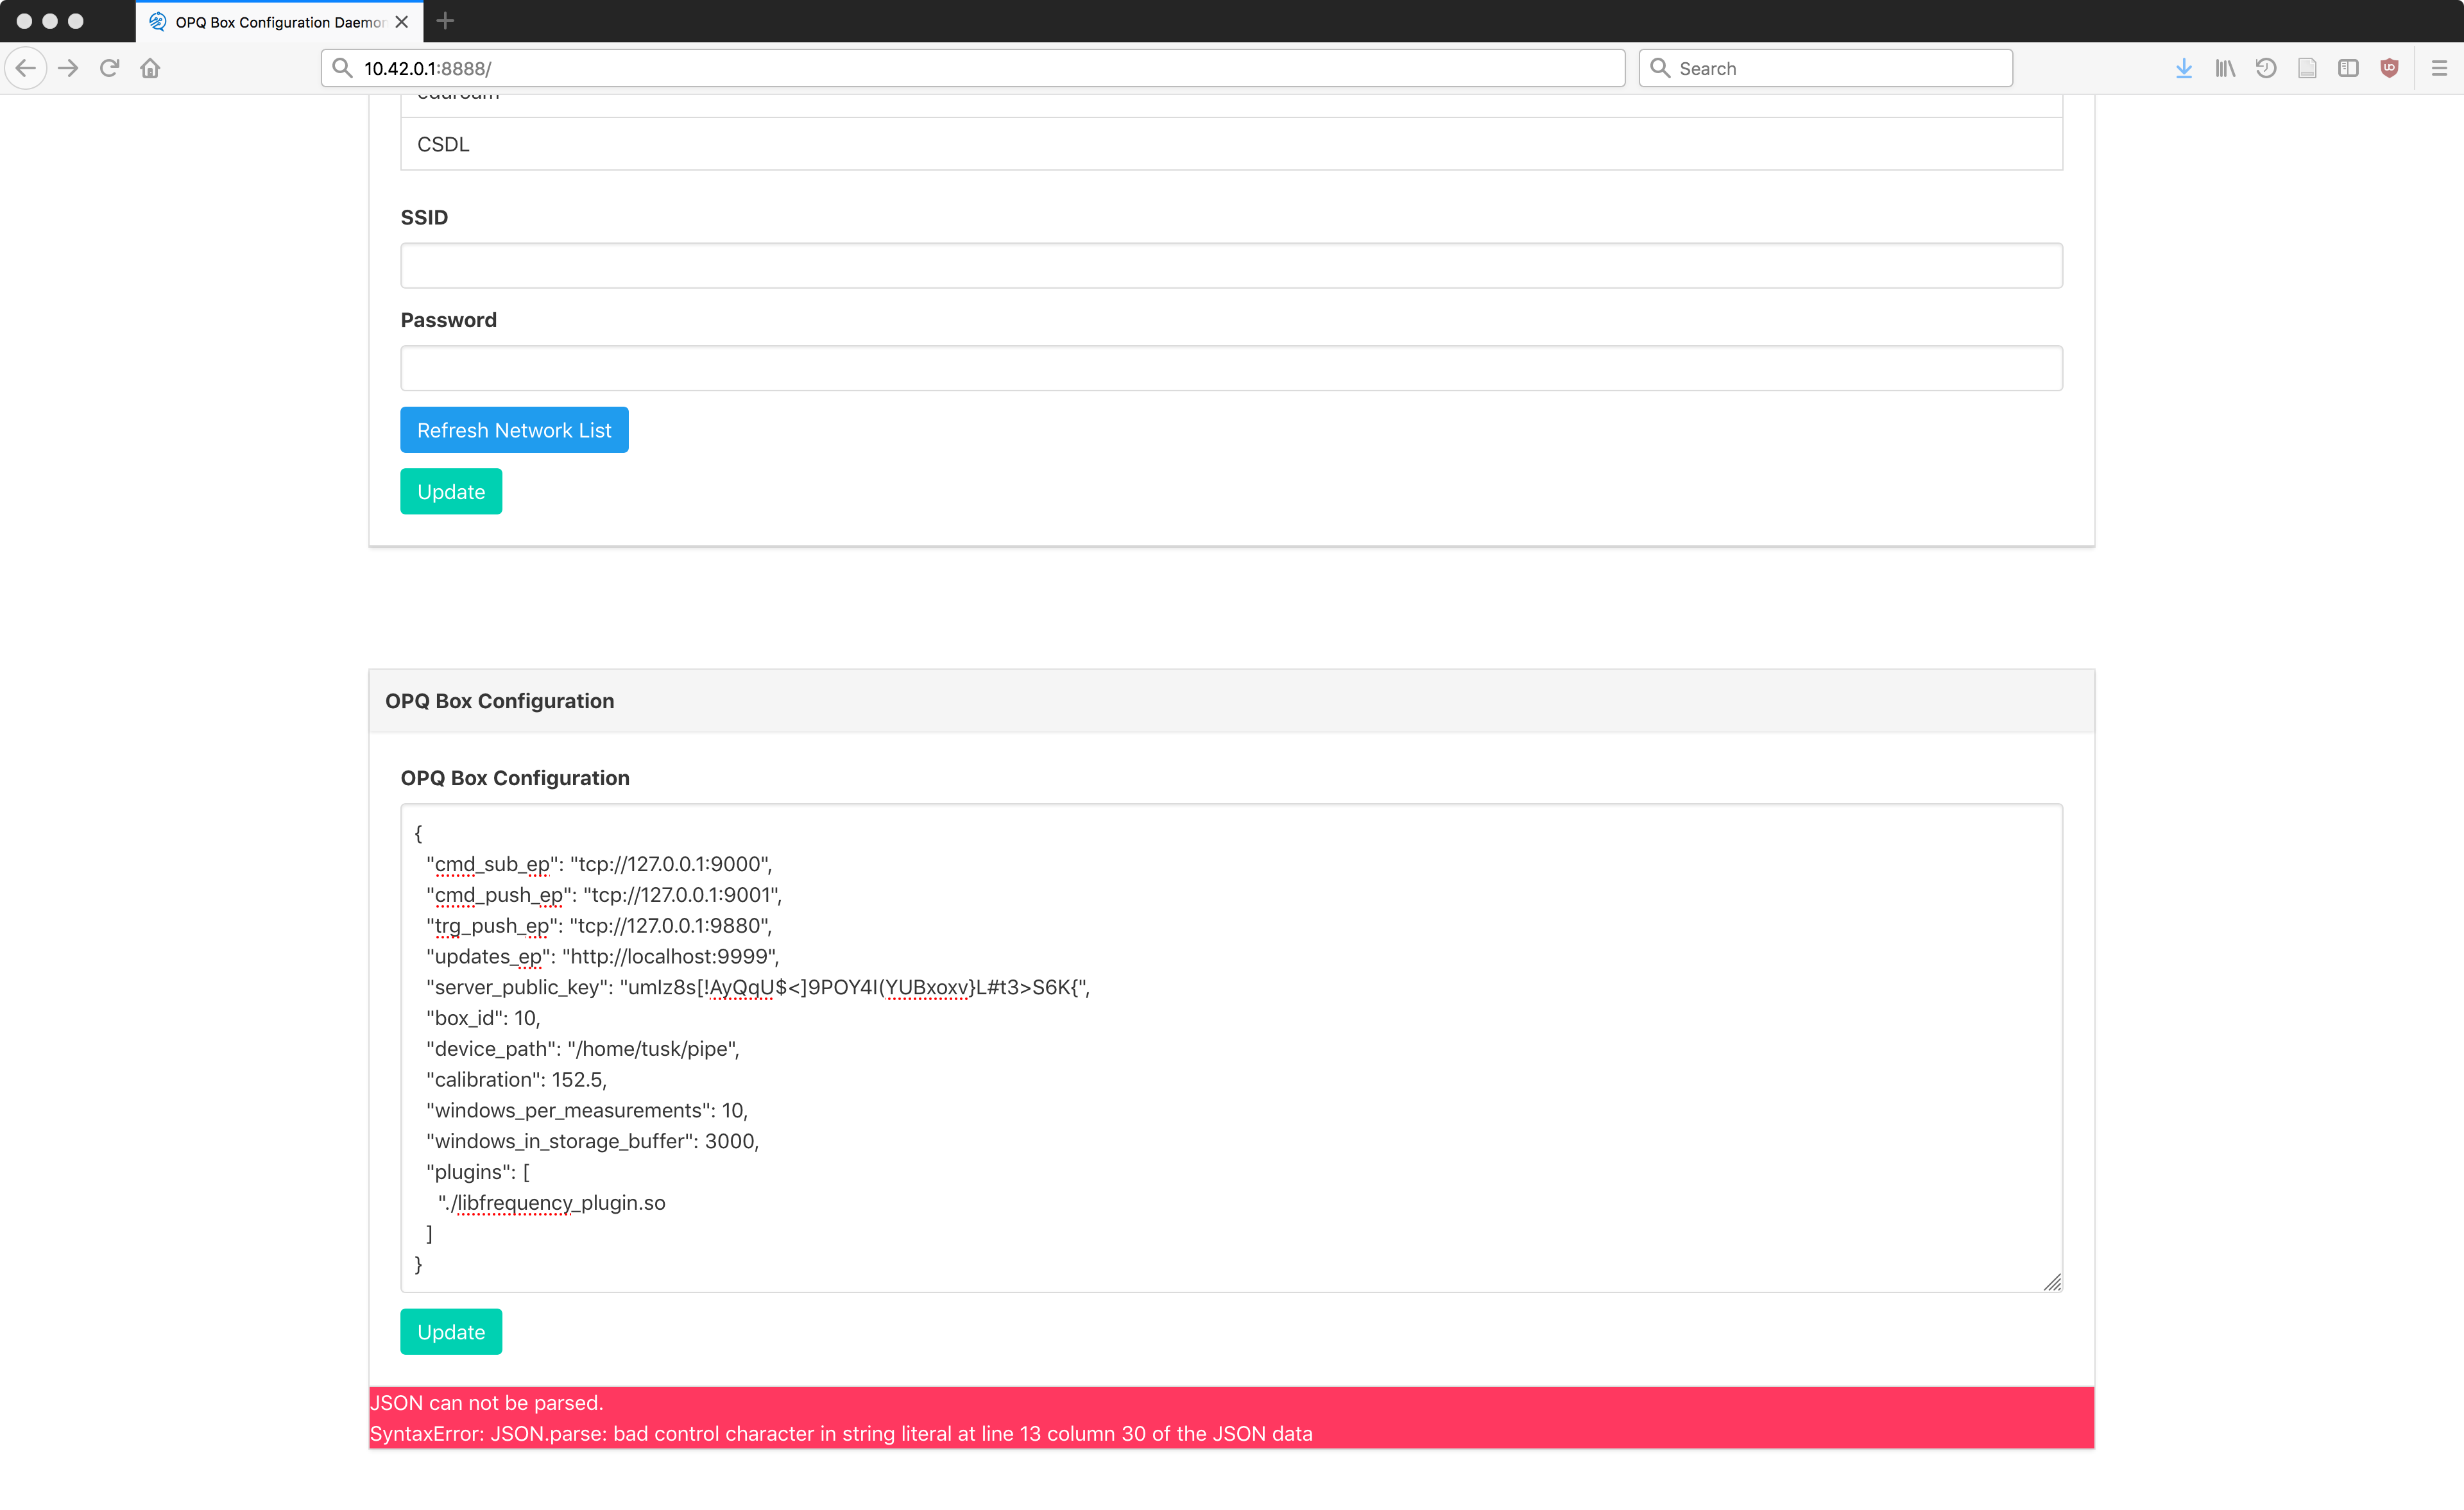 OPQ Box Configuration Daemon
10.42.0.1:8888/
Search
eduroam
CSDL
SSID
Password
Refresh Network List
Update
OPQ Box Configuration
OPQ Box Configuration
{
"cmd_sub_ep": "tcp://127.0.0.1:9000",
"cmd_push_ep": "tcp://127.0.0.1:9001",
"trg_push_ep": "tcp://127.0.0.1:9880",
"updates_ep": "http://localhost:9999",
"server_public_key": "umIz8s[!AyQqU$<]9POY4I(YUBxoxv}L#t3>S6K{",
"box_id": 10,
"device_path": "/home/tusk/pipe",
"calibration": 152.5,
"windows_per_measurements": 10,
"windows_in_storage_buffer": 3000,
"plugins": [
"./libfrequency_plugin.so
]
}
Update
JSON can not be parsed.
SyntaxError: JSON.parse: bad control character in string literal at line 13 column 30 of the JSON data